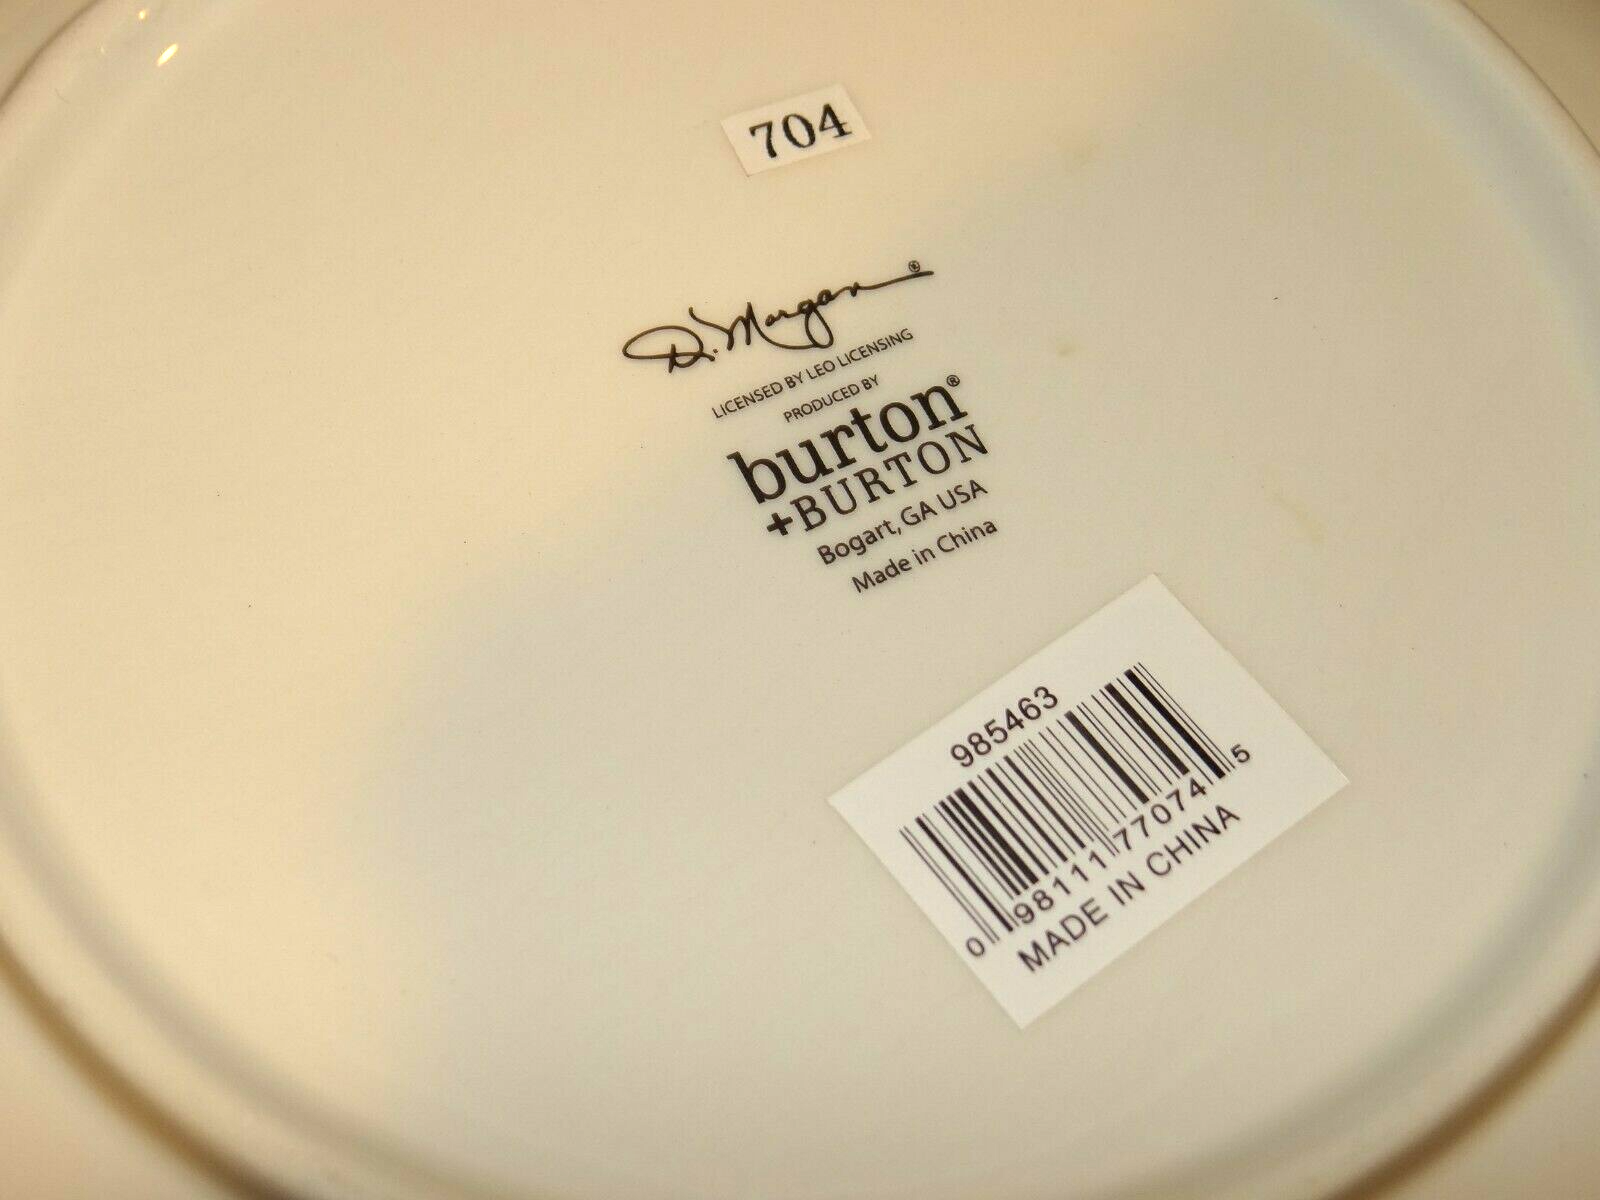 704
D. Morgan®
LICENSED BY LEO LICENSING
PRODUCED BY
burton®
+BURTON
Bogart, GA USA
Made in China
985463
0 98111 77074 5
MADE IN CHINA